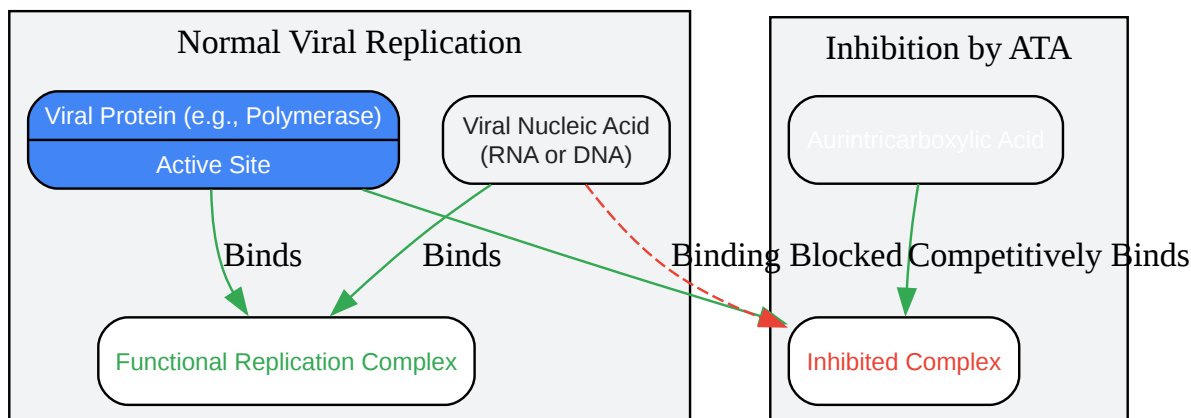 Normal Viral Replication
Inhibition by ATA
Viral Protein (e.g., Polymerase)
Active Site
Viral Nucleic Acid
(RNA or DNA)
Aurintricarboxylic Acid
Binds
Binds
Binding Blocked
Competitively Binds
Functional Replication Complex
Inhibited Complex